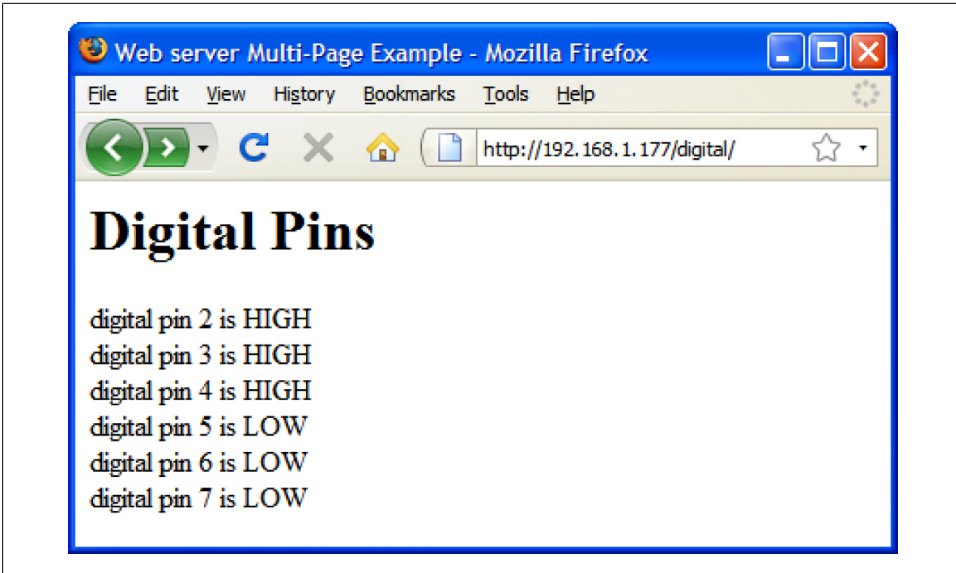 Web server Multi-Page Example - Mozilla Firefox
File Edit View History Bookmarks Tools Help
http://192.168.1.177/digital/
Digital Pins
digital pin 2 is HIGH
digital pin 3 is HIGH
digital pin 4 is HIGH
digital pin 5 is LOW
digital pin 6 is LOW
digital pin 7 is LOW